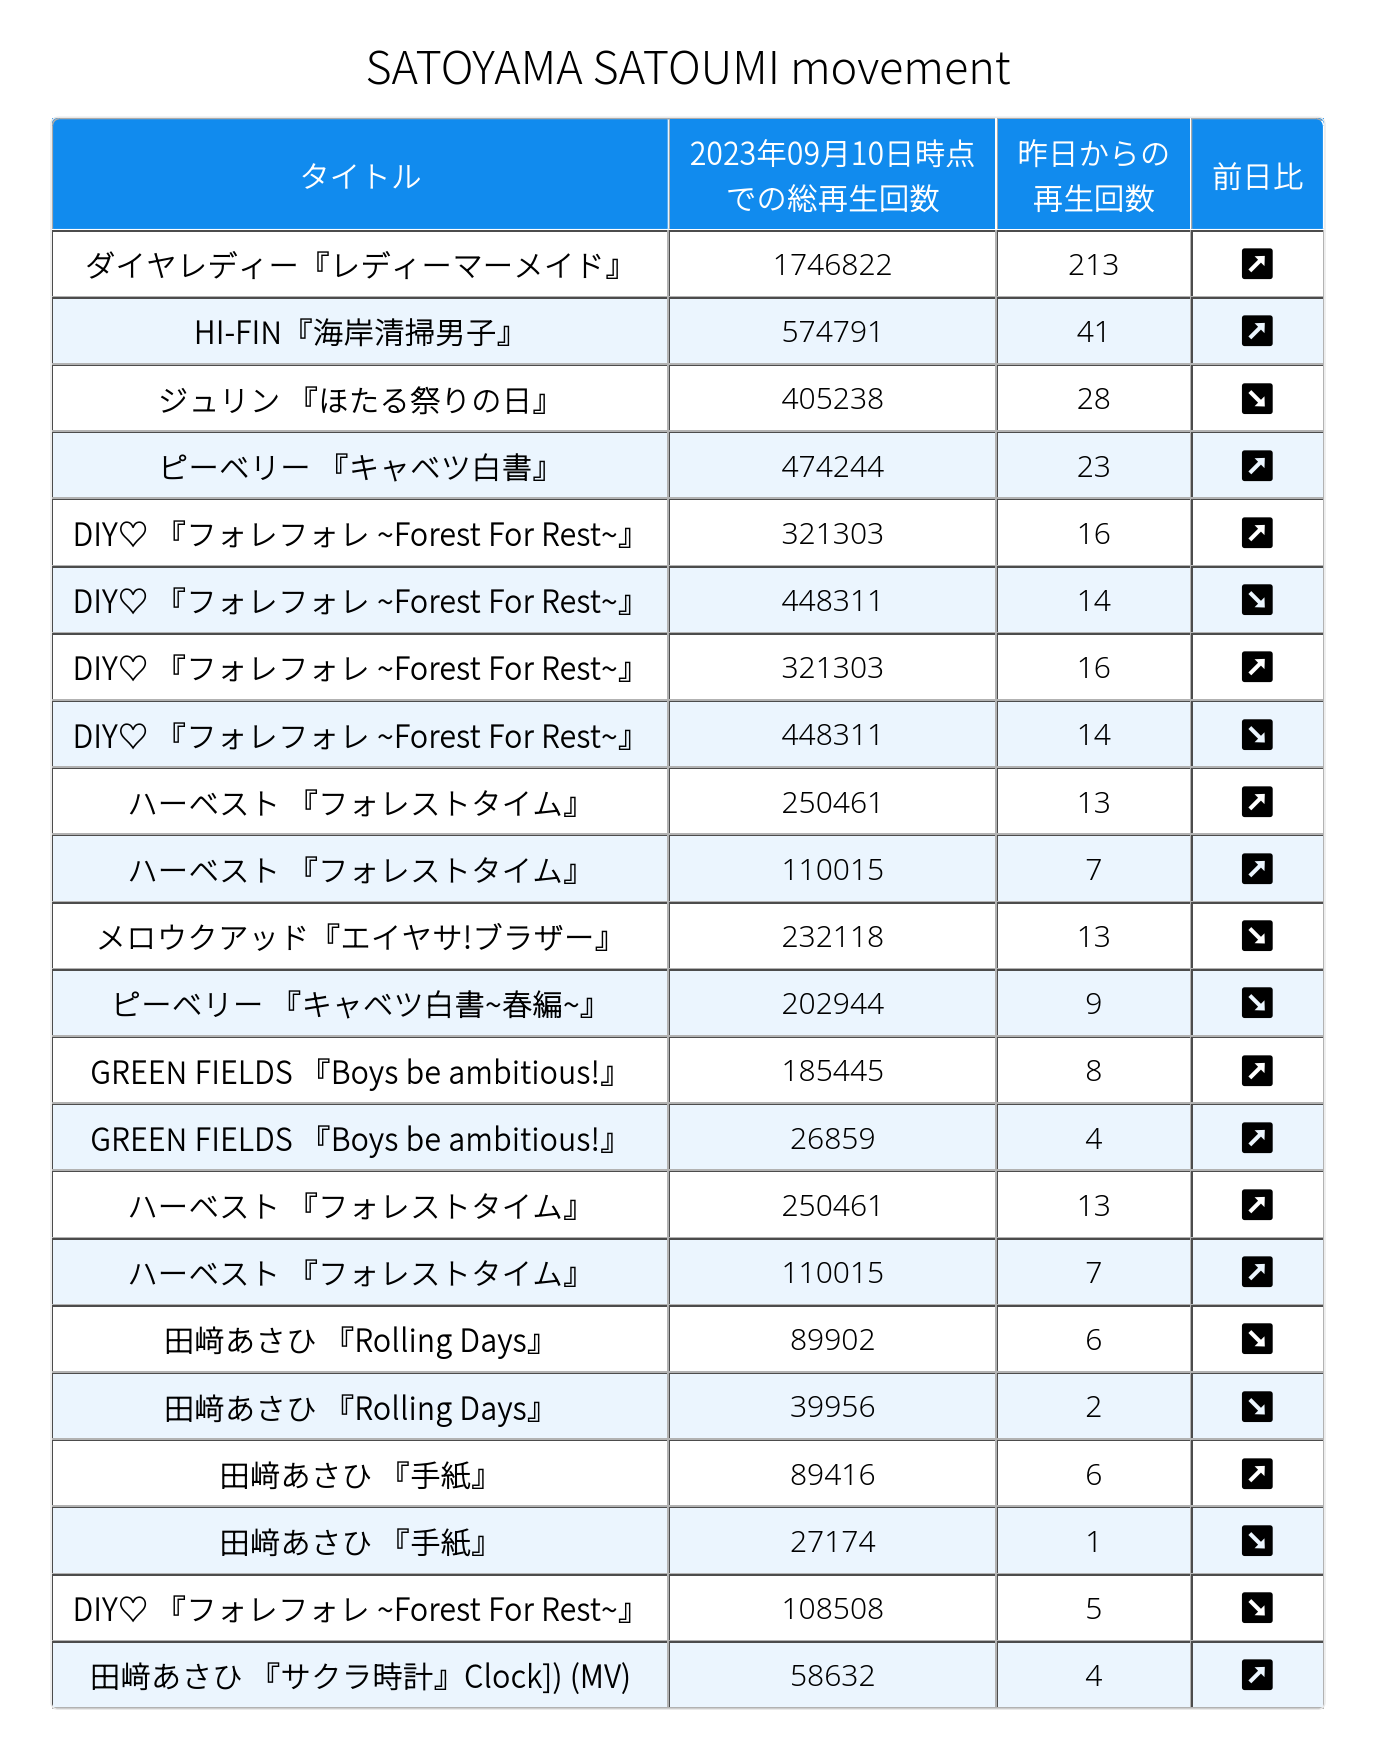 SATOYAMA SATOUMI movement
タイトル 2023年09月10日時点での総再生回数 昨日からの再生回数 前日比
ダイヤレディー『レディーマーメイド』 1746822 213 ↗
HI-FIN『海岸清掃男子』 574791 41 ↗
ジュリン 『ほたる祭りの日』 405238 28 ↘
ピーベリー 『キャベツ白書』 474244 23 ↗
DIY♡ 『フォレフォレ ~Forest For Rest~』 321303 16 ↗
DIY♡ 『フォレフォレ ~Forest For Rest~』 448311 14 ↘
DIY♡ 『フォレフォレ ~Forest For Rest~』 321303 16 ↗
DIY♡ 『フォレフォレ ~Forest For Rest~』 448311 14 ↘
ハーベスト 『フォレストタイム』 250461 13 ↗
ハーベスト 『フォレストタイム』 110015 7 ↗
メロウクアッド『エイヤサ!ブラザー』 232118 13 ↘
ピーベリー 『キャベツ白書~春編~』 202944 9 ↘
GREEN FIELDS 『Boys be ambitious!』 185445 8 ↗
GREEN FIELDS 『Boys be ambitious!』 26859 4 ↗
ハーベスト 『フォレストタイム』 250461 13 ↗
ハーベスト 『フォレストタイム』 110015 7 ↗
田﨑あさひ 『Rolling Days』 89902 6 ↘
田﨑あさひ 『Rolling Days』 39956 2 ↘
田﨑あさひ 『手紙』 89416 6 ↗
田﨑あさひ 『手紙』 27174 1 ↘
DIY♡ 『フォレフォレ ~Forest For Rest~』 108508 5 ↘
田﨑あさひ 『サクラ時計』Clock]) (MV) 58632 4 ↗